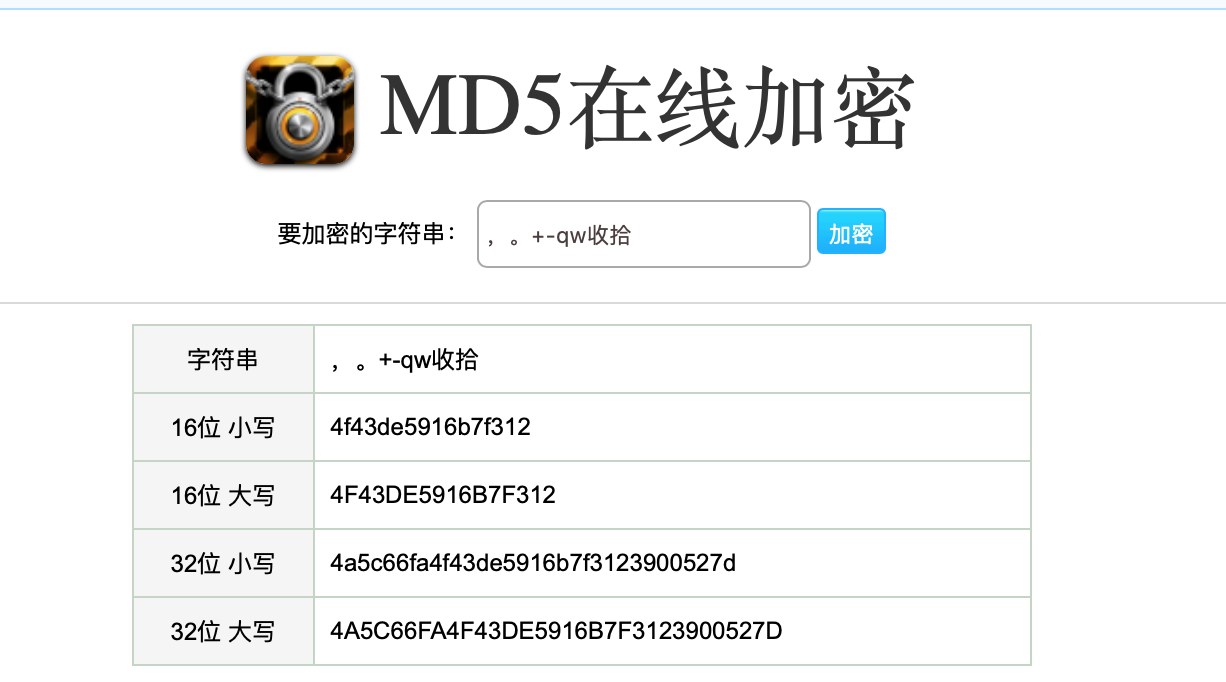 MD5在线加密
要加密的字符串： ，。+-qw收拾 加密
字符串 ，。+-qw收拾
16位 小写 4f43de5916b7f312
16位 大写 4F43DE5916B7F312
32位 小写 4a5c66fa4f43de5916b7f3123900527d
32位 大写 4A5C66FA4F43DE5916B7F3123900527D